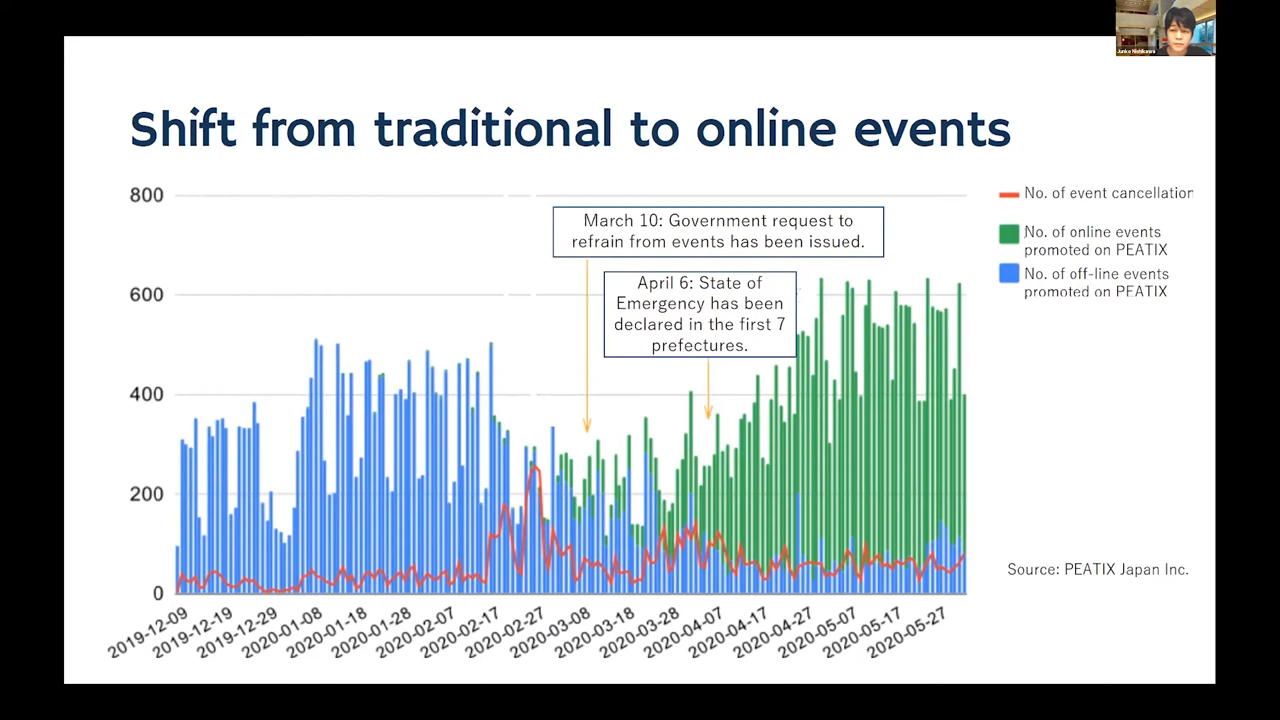 Junko Nishikawa
Shift from traditional to online events
800
600
400
200
0
March 10: Government request to
refrain from events has been issued.
April 6: State of
Emergency has been
declared in the first 7
prefectures.
No. of event cancellation
No. of online events
promoted on PEATIX
No. of off-line events
promoted on PEATIX
Source: PEATIX Japan Inc.
2019-12-09
2019-12-19
2019-12-29
2020-01-08
2020-01-18
2020-01-28
2020-02-07
2020-02-17
2020-02-27
2020-03-08
2020-03-18
2020-03-28
2020-04-07
2020-04-17
2020-04-27
2020-05-07
2020-05-17
2020-05-27